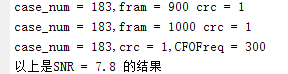 case_num = 183,fram = 900 crc = 1
case_num = 183,fram = 1000 crc = 1
case_num = 183,crc = 1,CFOFreq = 300
以上是SNR = 7.8 的结果